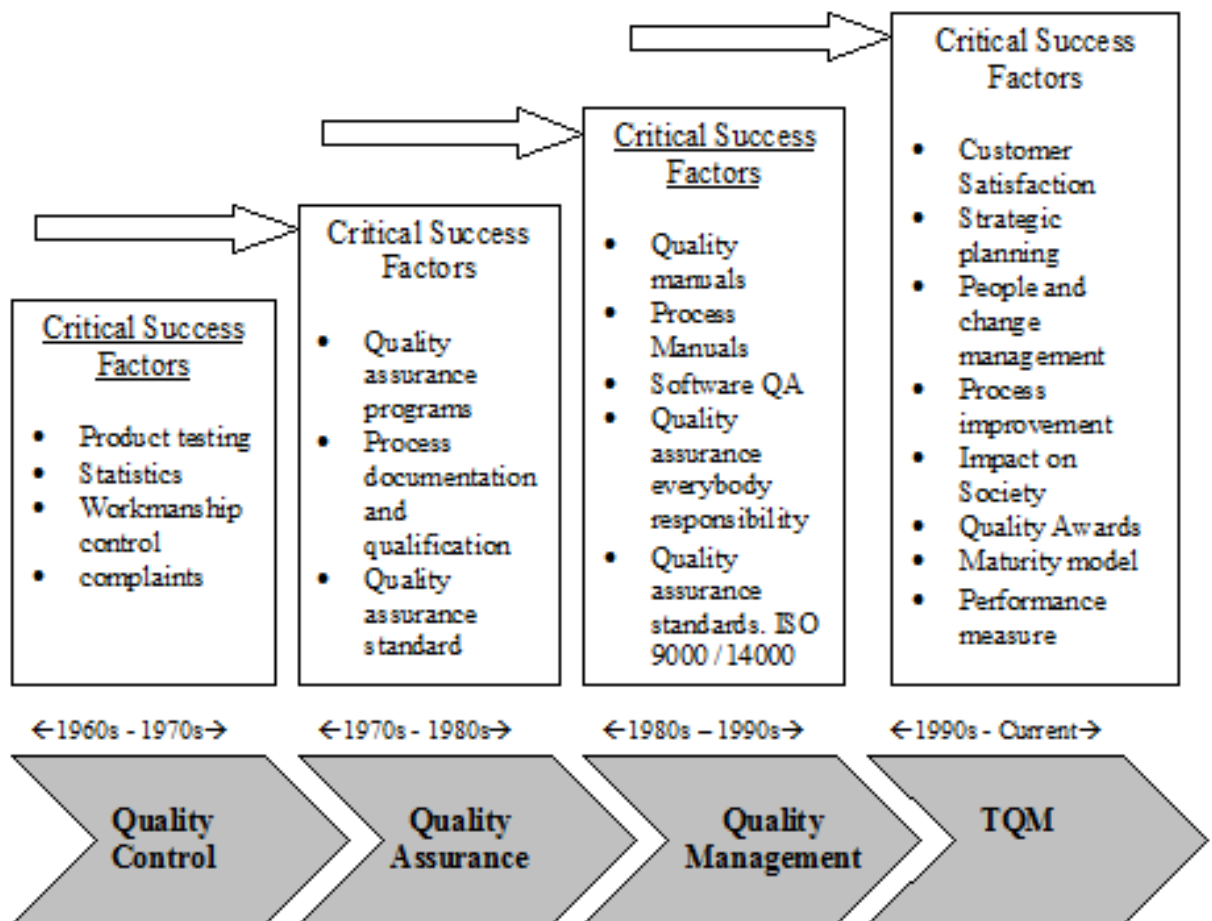 Critical Success
Factors
• Product testing
• Statistics
• Workmanship
control
• complaints
Critical Success
Factors
• Quality
assurance
programs
• Process
documentation
and
qualification
• Quality
assurance
standard
Critical Success
Factors
• Quality
manuals
• Process
Manuals
• Software QA
• Quality
assurance
everybody
responsibility
• Quality
assurance
standards. ISO
9000 / 14000
Critical Success
Factors
• Customer
Satisfaction
• Strategic
planning
• People and
change
management
• Process
improvement
• Impact on
Society
• Quality Awards
• Maturity model
• Performance
measure
←1960s - 1970s→
←1970s - 1980s→
←1980s – 1990s→
←1990s - Current→
Quality
Control
Quality
Assurance
Quality
Management
TQM